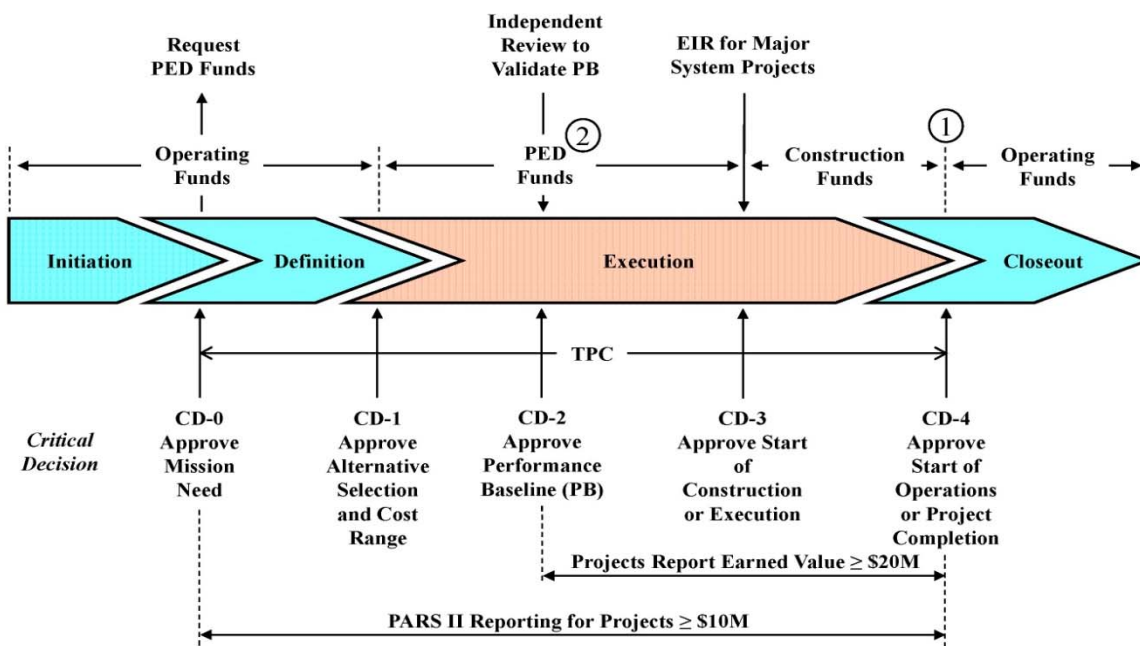 Request
PED Funds
Independent
Review to
Validate PB
EIR for Major
System Projects
Operating
Funds
②
PED
Funds
Construction
Funds
①
Operating
Funds
Initiation
Definition
Execution
Closeout
TPC
Critical
Decision
CD-0
Approve
Mission
Need
CD-1
Approve
Alternative
Selection
and Cost
Range
CD-2
Approve
Performance
Baseline (PB)
CD-3
Approve Start
of
Construction
or Execution
CD-4
Approve
Start of
Operations
or Project
Completion
Projects Report Earned Value ≥ $20M
PARS II Reporting for Projects ≥ $10M